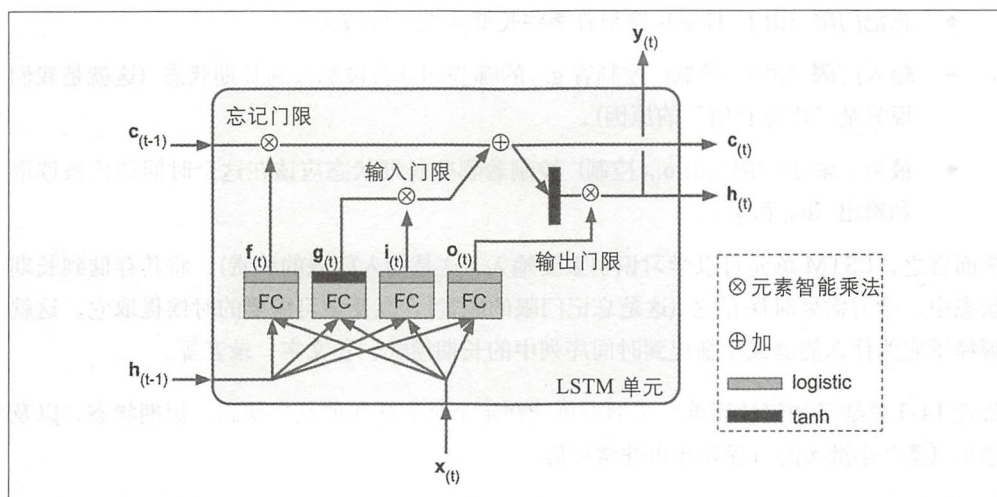 y(t)
忘记门限
c(t-1)
c(t)
输入门限
h(t)
f(t) g(t) i(t) o(t)
输出门限
FC FC FC FC
h(t-1)
LSTM 单元
x(t)
⊗ 元素智能乘法
⊕ 加
logistic
tanh